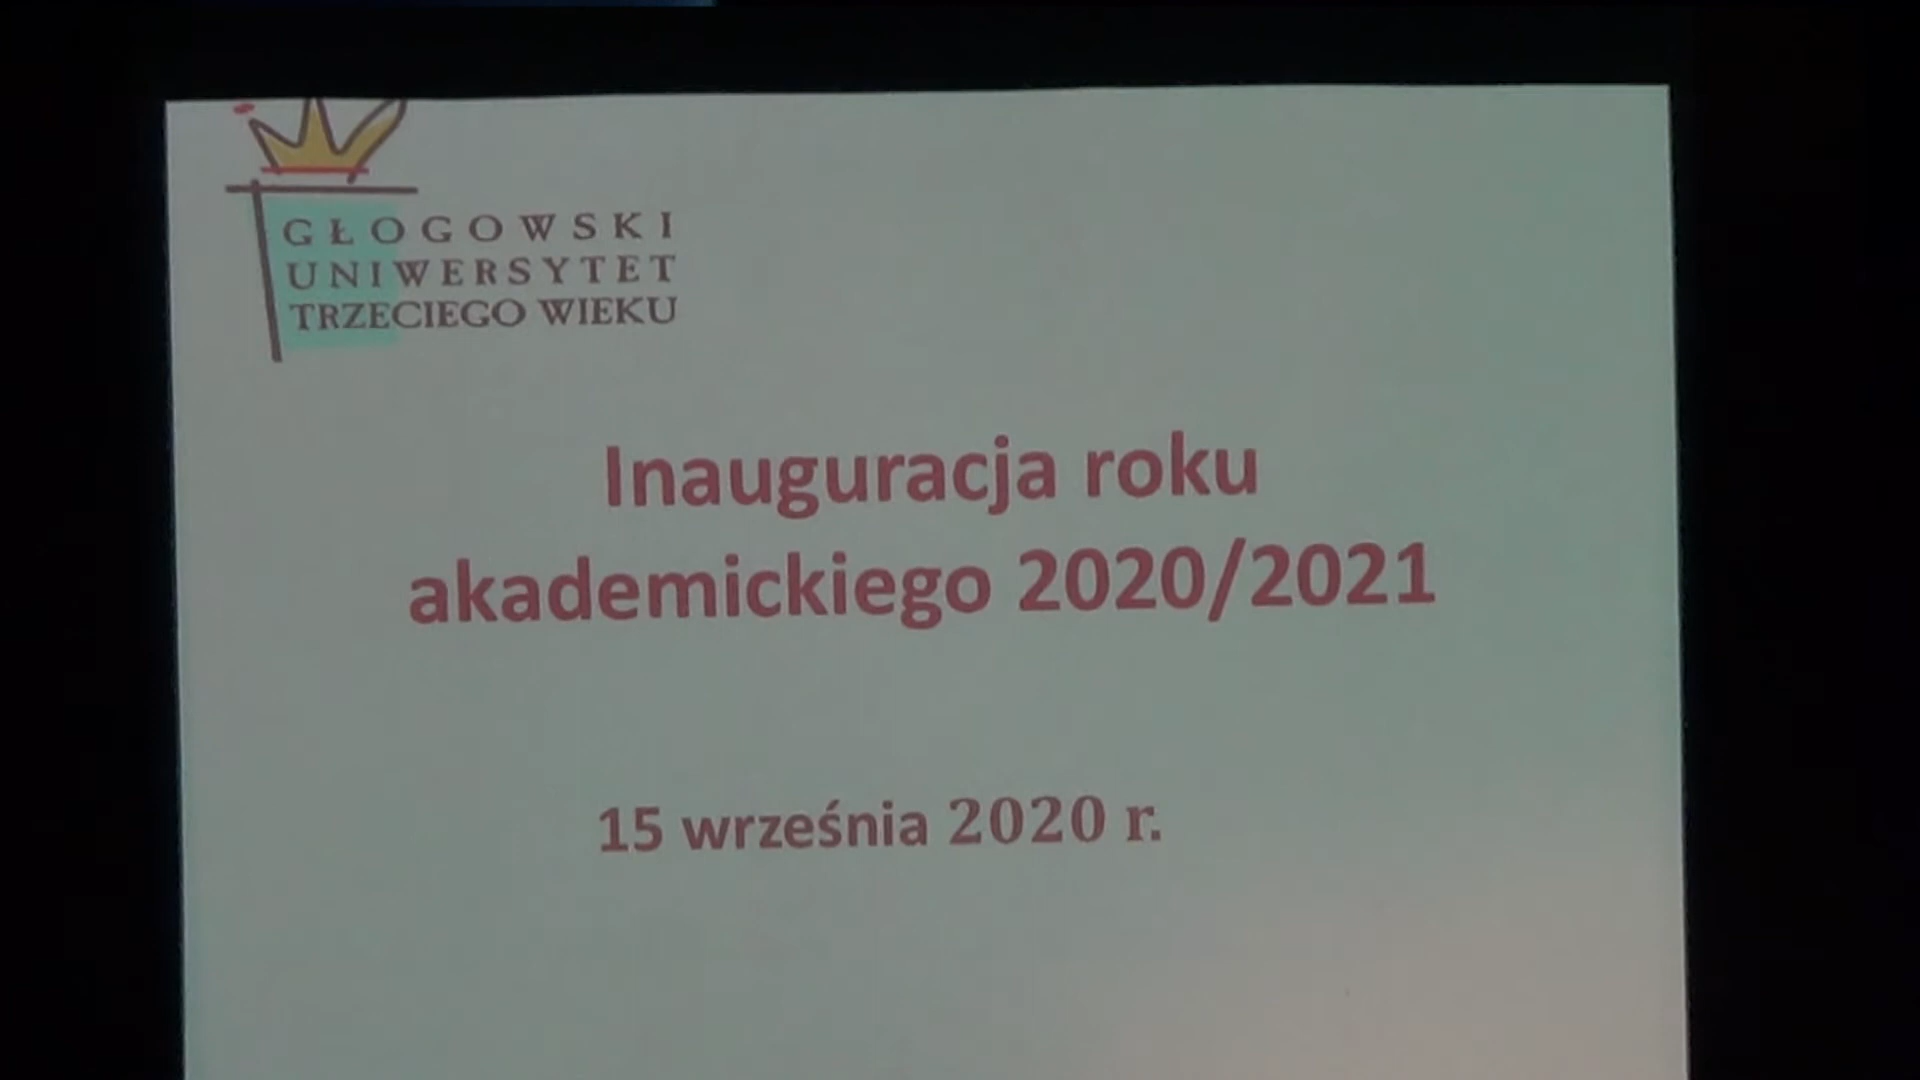 GŁOGOWSKI
UNIWERSYTET
TRZECIEGO WIEKU
Inauguracja roku
akademickiego 2020/2021
15 września 2020 r.